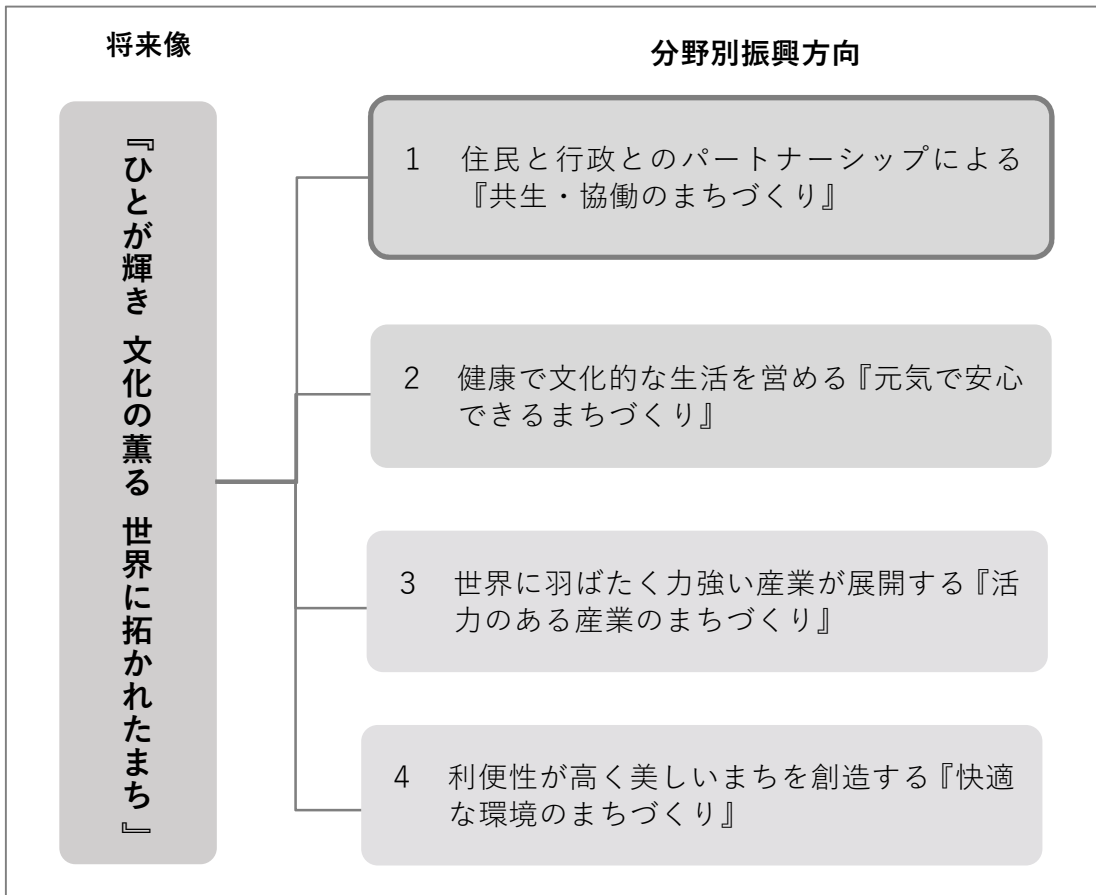 将来像
分野別振興方向
『ひとが輝き 文化の薫る 世界に拓かれたまち』
1 住民と行政とのパートナーシップによる
『共生・協働のまちづくり』
2 健康で文化的な生活を営める『元気で安心
できるまちづくり』
3 世界に羽ばたく力強い産業が展開する『活
力のある産業のまちづくり』
4 利便性が高く美しいまちを創造する『快適
な環境のまちづくり』